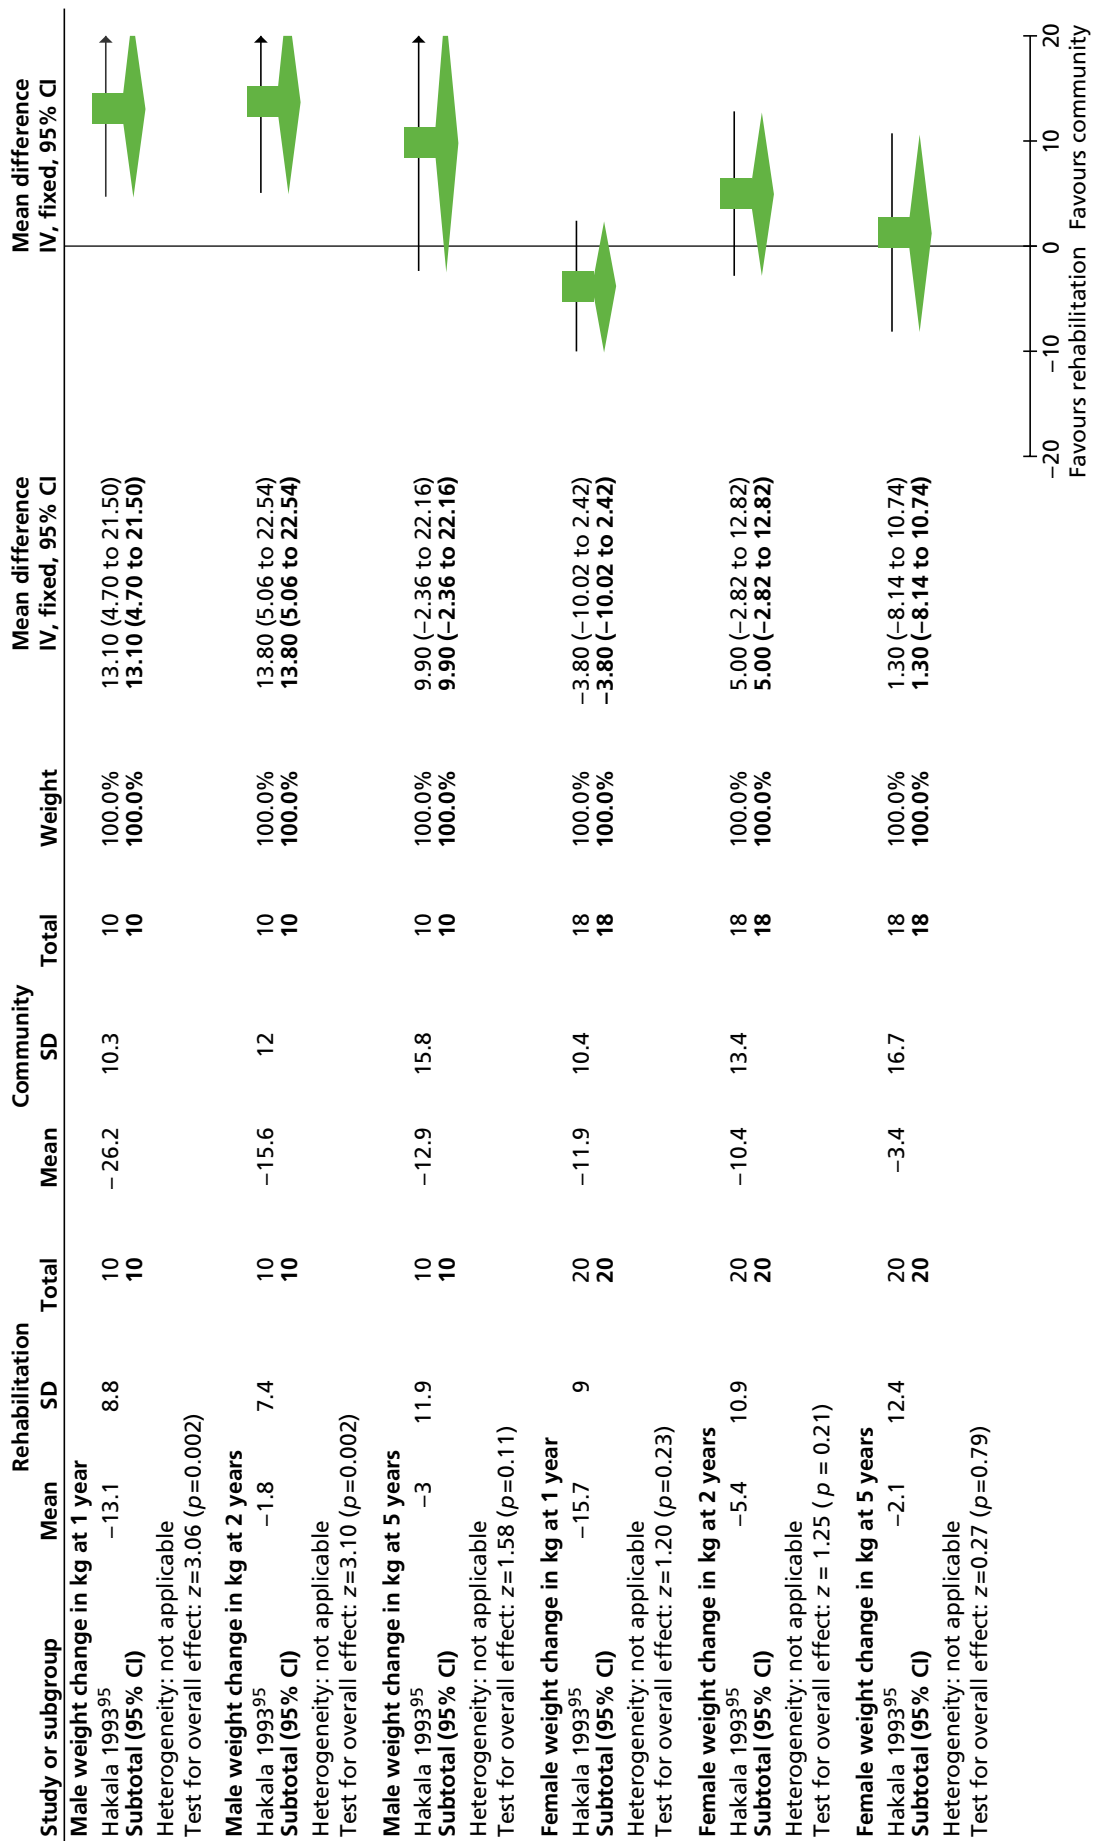 Rehabilitation Community Mean difference Mean difference
Study or subgroup Mean SD Total Mean SD Total Weight IV, fixed, 95% CI IV, fixed, 95% CI
Male weight change in kg at 1 year
Hakala 1993⁹⁵ −13.1 8.8 10 −26.2 10.3 10 100.0% 13.10 (4.70 to 21.50)
Subtotal (95% CI) 10 10 100.0% 13.10 (4.70 to 21.50)
Heterogeneity: not applicable
Test for overall effect: z=3.06 (p=0.002)
Male weight change in kg at 2 years
Hakala 1993⁹⁵ −1.8 7.4 10 −15.6 12 10 100.0% 13.80 (5.06 to 22.54)
Subtotal (95% CI) 10 10 100.0% 13.80 (5.06 to 22.54)
Heterogeneity: not applicable
Test for overall effect: z=3.10 (p=0.002)
Male weight change in kg at 5 years
Hakala 1993⁹⁵ −3 11.9 10 −12.9 15.8 10 100.0% 9.90 (−2.36 to 22.16)
Subtotal (95% CI) 10 10 100.0% 9.90 (−2.36 to 22.16)
Heterogeneity: not applicable
Test for overall effect: z=1.58 (p=0.11)
Female weight change in kg at 1 year
Hakala 1993⁹⁵ −15.7 9 20 −11.9 10.4 18 100.0% −3.80 (−10.02 to 2.42)
Subtotal (95% CI) 20 18 100.0% −3.80 (−10.02 to 2.42)
Heterogeneity: not applicable
Test for overall effect: z=1.20 (p=0.23)
Female weight change in kg at 2 years
Hakala 1993⁹⁵ −5.4 10.9 20 −10.4 13.4 18 100.0% 5.00 (−2.82 to 12.82)
Subtotal (95% CI) 20 18 100.0% 5.00 (−2.82 to 12.82)
Heterogeneity: not applicable
Test for overall effect: z = 1.25 ( p = 0.21)
Female weight change in kg at 5 years
Hakala 1993⁹⁵ −2.1 12.4 20 −3.4 16.7 18 100.0% 1.30 (−8.14 to 10.74)
Subtotal (95% CI) 20 18 100.0% 1.30 (−8.14 to 10.74)
Heterogeneity: not applicable
Test for overall effect: z=0.27 (p=0.79)
−20 −10 0 10 20
Favours rehabilitation Favours community